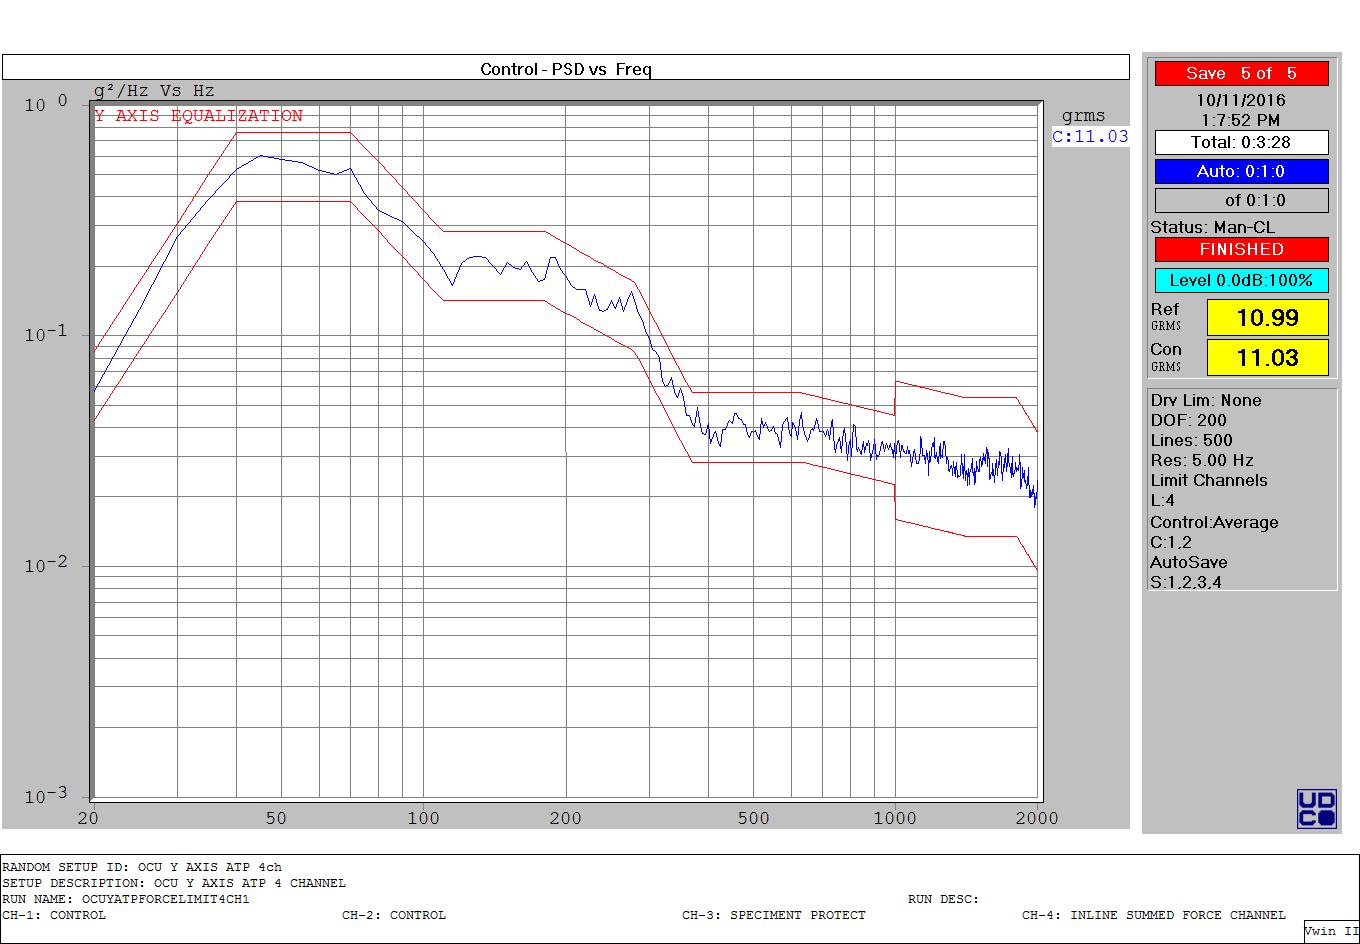 Control - PSD vs Freq
g²/Hz Vs Hz
Y AXIS EQUALIZATION
10 0
10 -1
10 -2
10 -3
20 50 100 200 500 1000 2000
grms
C:11.03
Save 5 of 5
10/11/2016
1:7:52 PM
Total: 0:3:28
Auto: 0:1:0
of 0:1:0
Status: Man-CL
FINISHED
Level 0.0dB:100%
Ref
GRMS
10.99
Con
GRMS
11.03
Drv Lim: None
DOF: 200
Lines: 500
Res: 5.00 Hz
Limit Channels
L:4
Control:Average
C:1,2
AutoSave
S:1,2,3,4
UD
CO
RANDOM SETUP ID: OCU Y AXIS ATP 4ch
SETUP DESCRIPTION: OCU Y AXIS ATP 4 CHANNEL
RUN NAME: OCUYATPFORCELIMIT4CH1 RUN DESC:
CH-1: CONTROL CH-2: CONTROL CH-3: SPECIMENT PROTECT CH-4: INLINE SUMMED FORCE CHANNEL
Vwin II